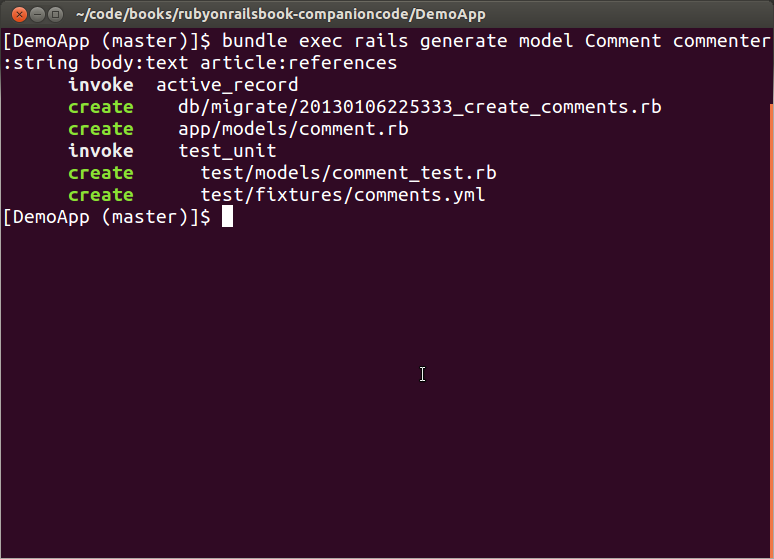 ~/code/books/rubyonrailsbook-companioncode/DemoApp
[DemoApp (master)]$ bundle exec rails generate model Comment commenter
:string body:text article:references
invoke active_record
create db/migrate/20130106225333_create_comments.rb
create app/models/comment.rb
invoke test_unit
create test/models/comment_test.rb
create test/fixtures/comments.yml
[DemoApp (master)]$